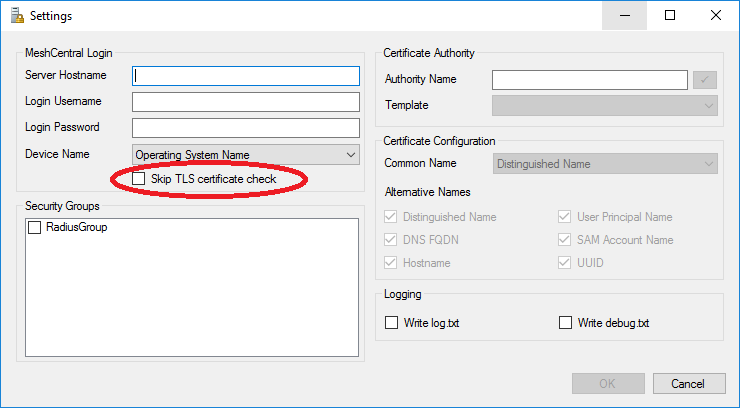 Settings
MeshCentral Login
Server Hostname
Login Username
Login Password
Device Name
Operating System Name
Skip TLS certificate check
Security Groups
RadiusGroup
Certificate Authority
Authority Name
Template
Certificate Configuration
Common Name
Distinguished Name
Alternative Names
Distinguished Name
User Principal Name
DNS FQDN
SAM Account Name
Hostname
UUID
Logging
Write log.txt
Write debug.txt
OK
Cancel